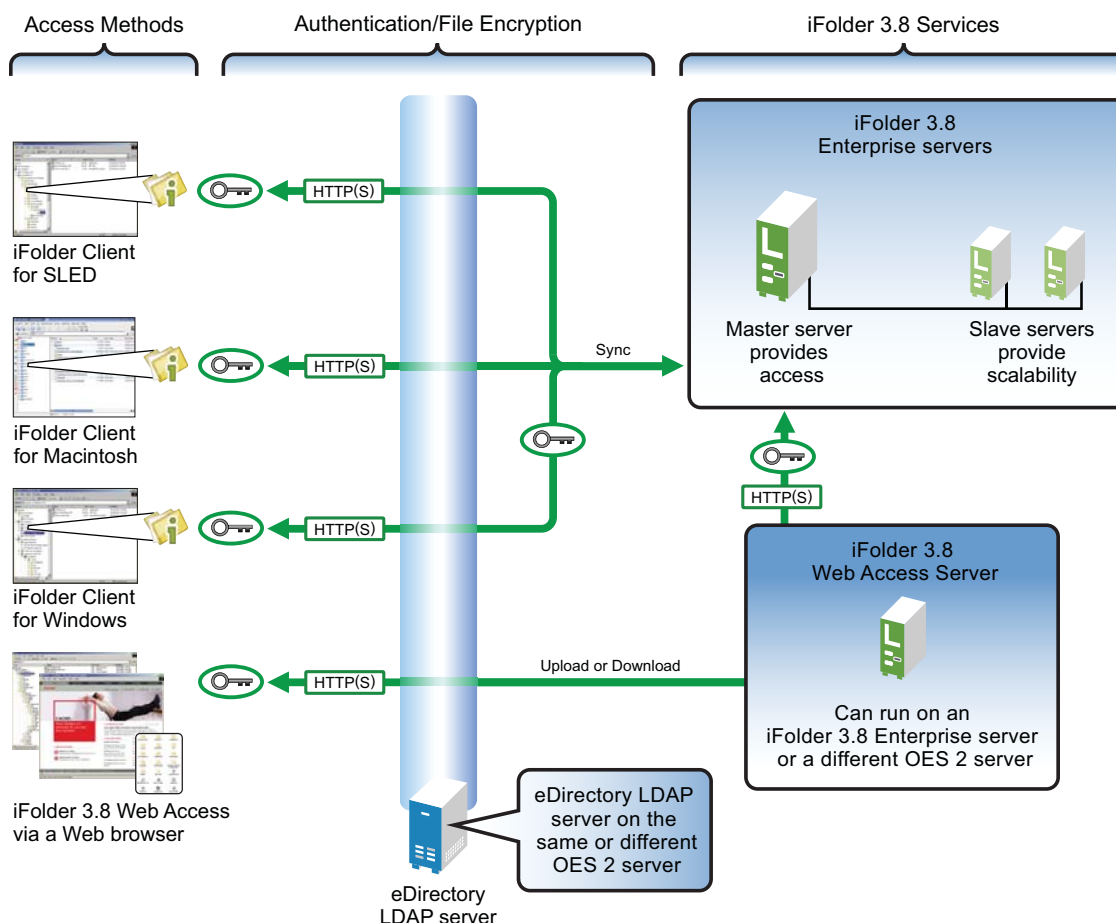 Access Methods
Authentication/File Encryption
iFolder 3.8 Services
iFolder 3.8
Enterprise servers
HTTP(S)
iFolder Client
for SLED
Master server
provides
access
Slave servers
provide
scalability
HTTP(S)
Sync
iFolder Client
for Macintosh
HTTP(S)
HTTP(S)
iFolder Client
for Windows
iFolder 3.8
Web Access Server
HTTP(S)
Upload or Download
Can run on an
iFolder 3.8 Enterprise server
or a different OES 2 server
iFolder 3.8 Web Access
via a Web browser
eDirectory LDAP
server on the
same or different
OES 2 server
eDirectory
LDAP server